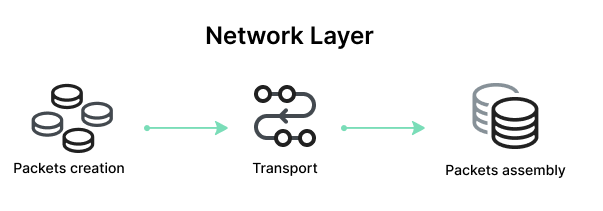 Network Layer
Packets creation
Transport
Packets assembly